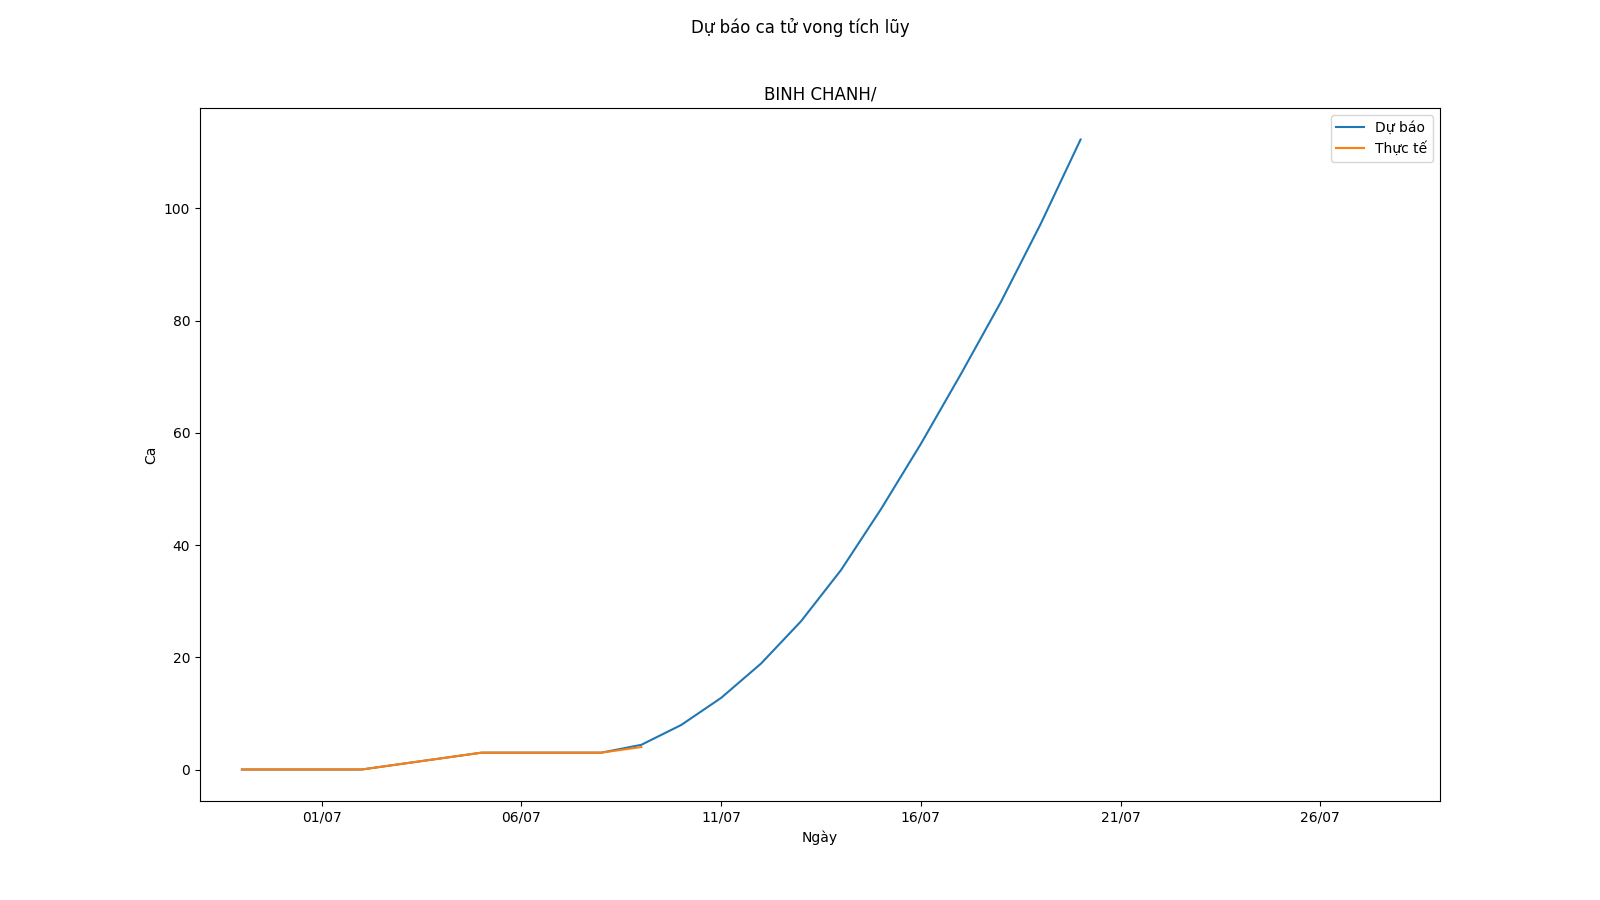 Dự báo ca tử vong tích lũy
BINH CHANH/
Dự báo
Thực tế
100
80
60
40
20
0
Ca
01/07
06/07
11/07
16/07
21/07
26/07
Ngày